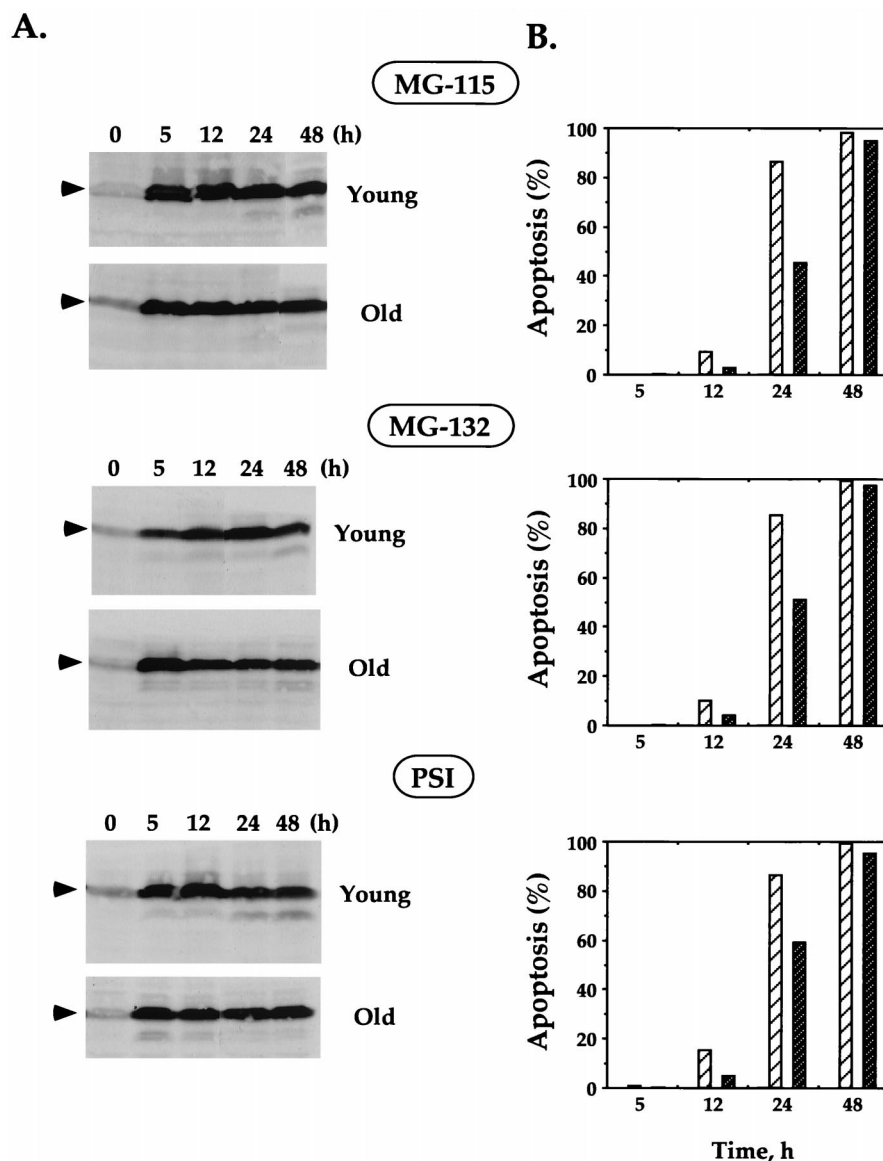 A.
B.
MG-115
0 5 12 24 48 (h)
Young
Old
Apoptosis (%)
100
80
60
40
20
0
5 12 24 48
MG-132
0 5 12 24 48 (h)
Young
Old
Apoptosis (%)
100
80
60
40
20
0
5 12 24 48
PSI
0 5 12 24 48 (h)
Young
Old
Apoptosis (%)
100
80
60
40
20
0
5 12 24 48
Time, h